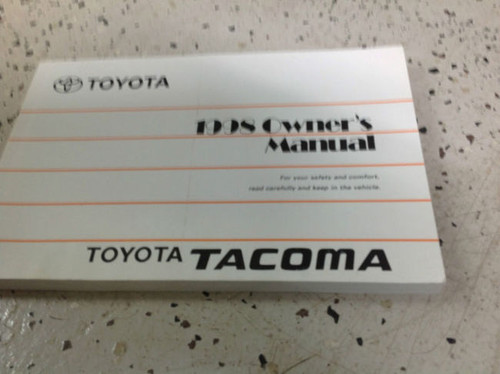 TOYOTA
1998 Owner's
Manual
For your safety and comfort,
read carefully and keep in the vehicle.
TOYOTA TACOMA